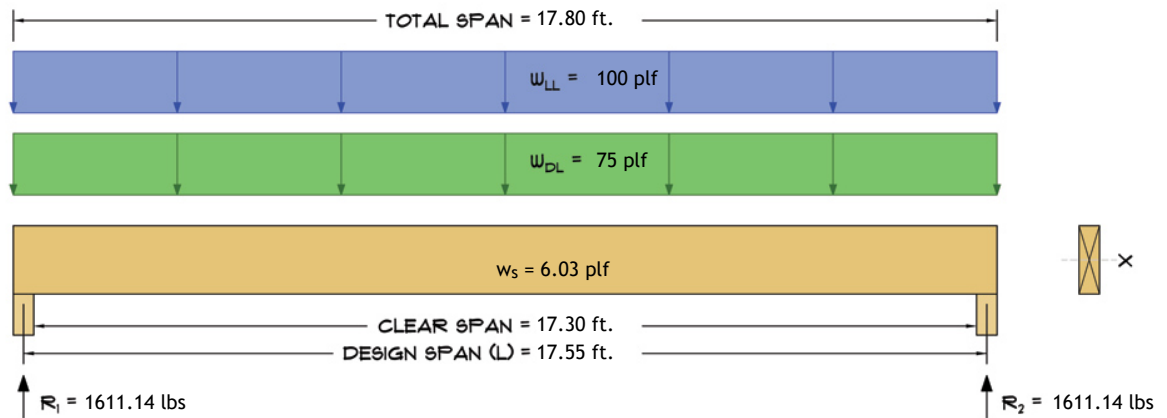 TOTAL SPAN = 17.80 ft.
WLL = 100 plf
WDL = 75 plf
ws = 6.03 plf
X
CLEAR SPAN = 17.30 ft.
DESIGN SPAN (L) = 17.55 ft.
R1 = 1611.14 lbs
R2 = 1611.14 lbs